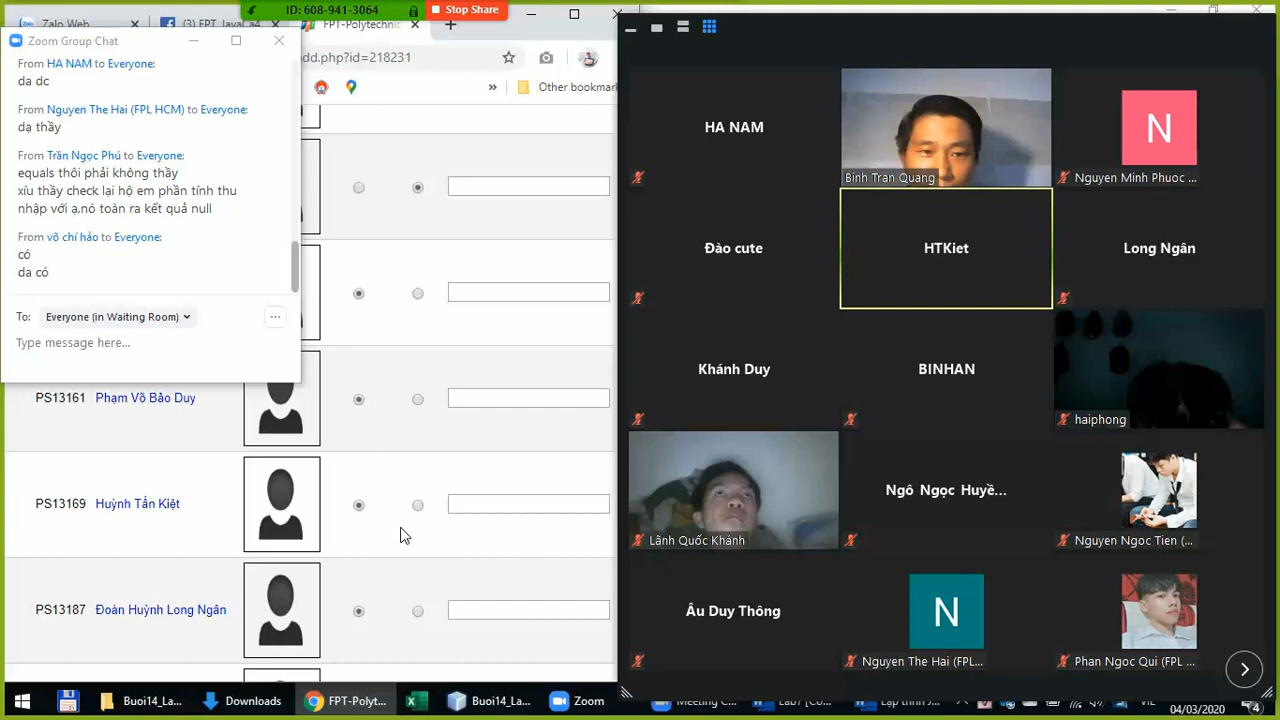 Zalo Web
(3) FPT_JavaLab4
ID: 608-941-3064
Stop Share
FPT-Polytechnic
dd.php?id=218231
»
Other bookmar
Zoom Group Chat
From HA NAM to Everyone:
da dc
From Nguyen The Hai (FPL HCM) to Everyone:
dạ thầy
From Trần Ngọc Phú to Everyone:
equals thôi phải không thầy
xíu thầy check lại hộ em phần tính thu
nhập với ạ,nó toàn ra kết quả null
From võ chí hảo to Everyone:
có
da có
To: Everyone (in Waiting Room)
Type message here...
PS13161 Phạm Võ Bảo Duy
PS13169 Huỳnh Tấn Kiệt
PS13187 Đoàn Huỳnh Long Ngân
HA NAM
Binh Tran Quang
N
Nguyen Minh Phuoc ...
Đào cute
HTKiet
Long Ngân
Khánh Duy
BINHAN
haiphong
Lãnh Quốc Khánh
Ngô Ngọc Huyề...
Nguyen Ngoc Tien (...
Âu Duy Thông
N
Nguyen The Hai (FPL...
Phan Ngoc Qui (FPL ...
Buoi14_La...
Downloads
FPT-Polyt...
Buoi14_La...
Zoom
Meeting C...
Lab7 [Co...
Lập trình J...
VIE
04/03/2020
4